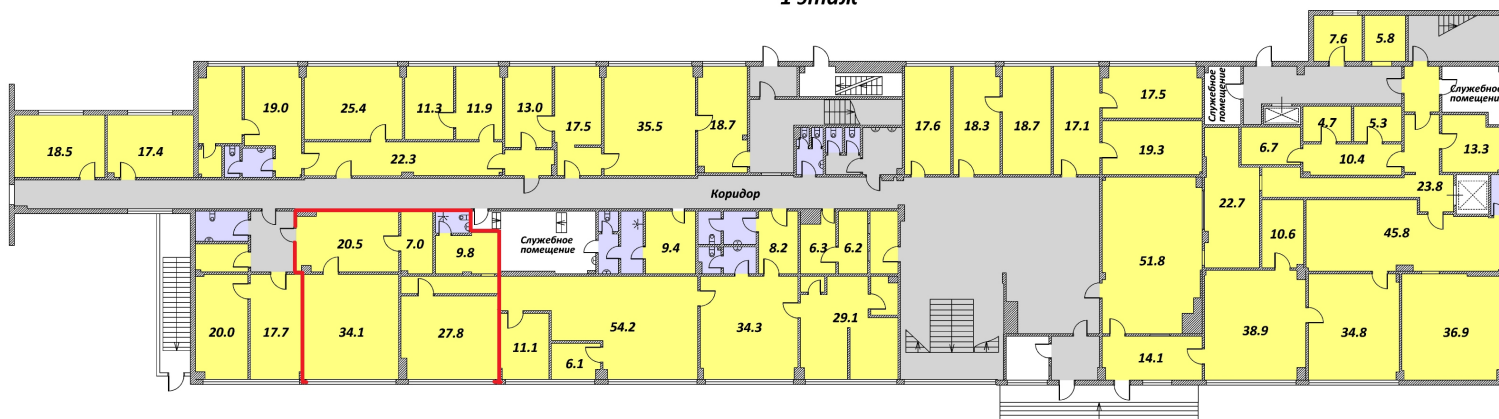 1 этаж
7.6 5.8
19.0 25.4 11.3 11.9 13.0 17.5 35.5 18.7
17.6 18.3 18.7 17.1 17.5
Служебное
помещение
Служебное
помещение
18.5 17.4 22.3 19.3
4.7 5.3 6.7 10.4 13.3
Коридор
23.8
22.7
20.5 7.0 9.8
Служебное
помещение
9.4 8.2 6.3 6.2
51.8
10.6 45.8
20.0 17.7 34.1 27.8
11.1 54.2 6.1 34.3 29.1
14.1
38.9 34.8 36.9